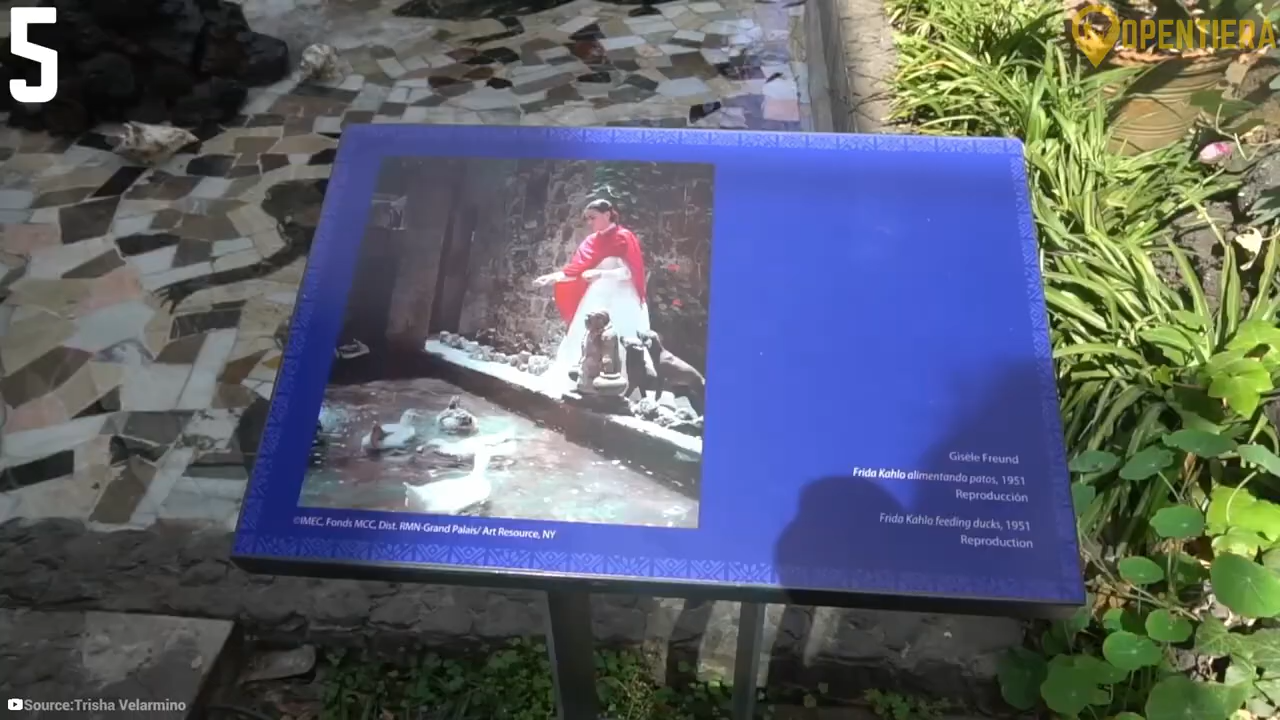 5
OPENTIERA
Gisèle Freund
Frida Kahlo alimentando patos, 1951
Reproducción
Frida Kahlo feeding ducks, 1951
Reproduction
©IMEC, Fonds MCC, Dist. RMN-Grand Palais/ Art Resource, NY
Source:Trisha Velarmino